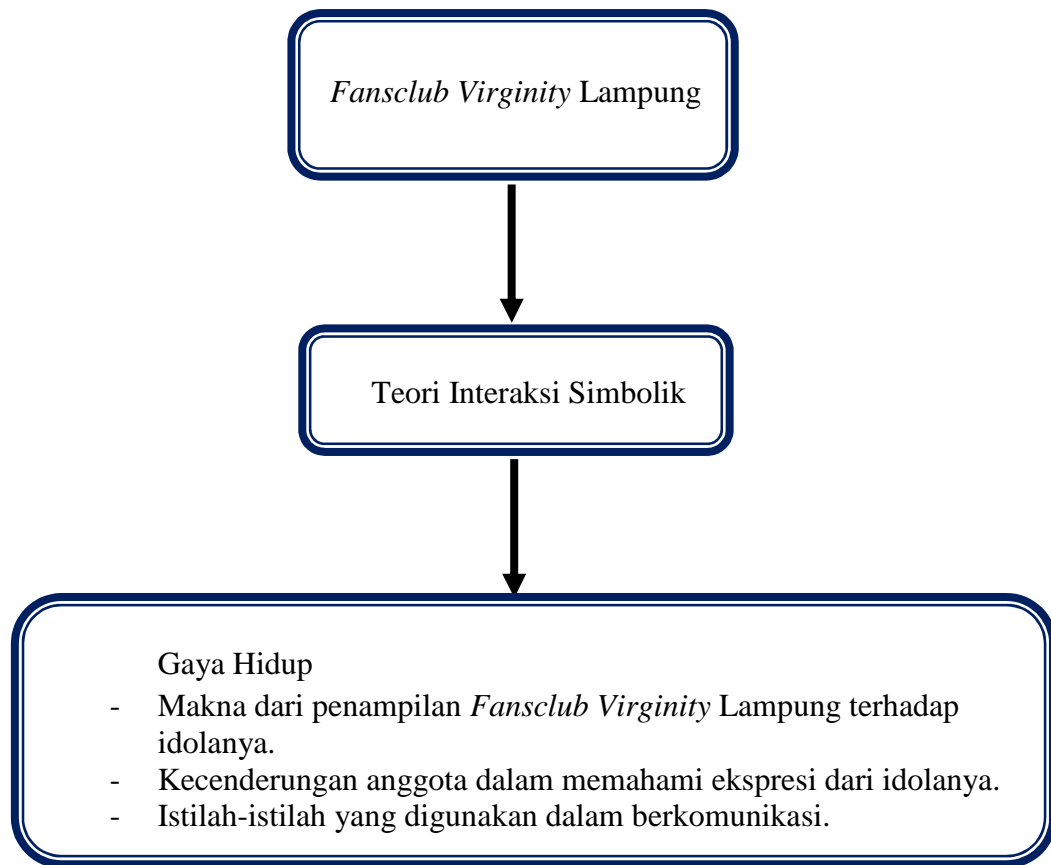 Fansclub Virginity Lampung
Teori Interaksi Simbolik
Gaya Hidup
- Makna dari penampilan Fansclub Virginity Lampung terhadap
idolanya.
- Kecenderungan anggota dalam memahami ekspresi dari idolanya.
- Istilah-istilah yang digunakan dalam berkomunikasi.